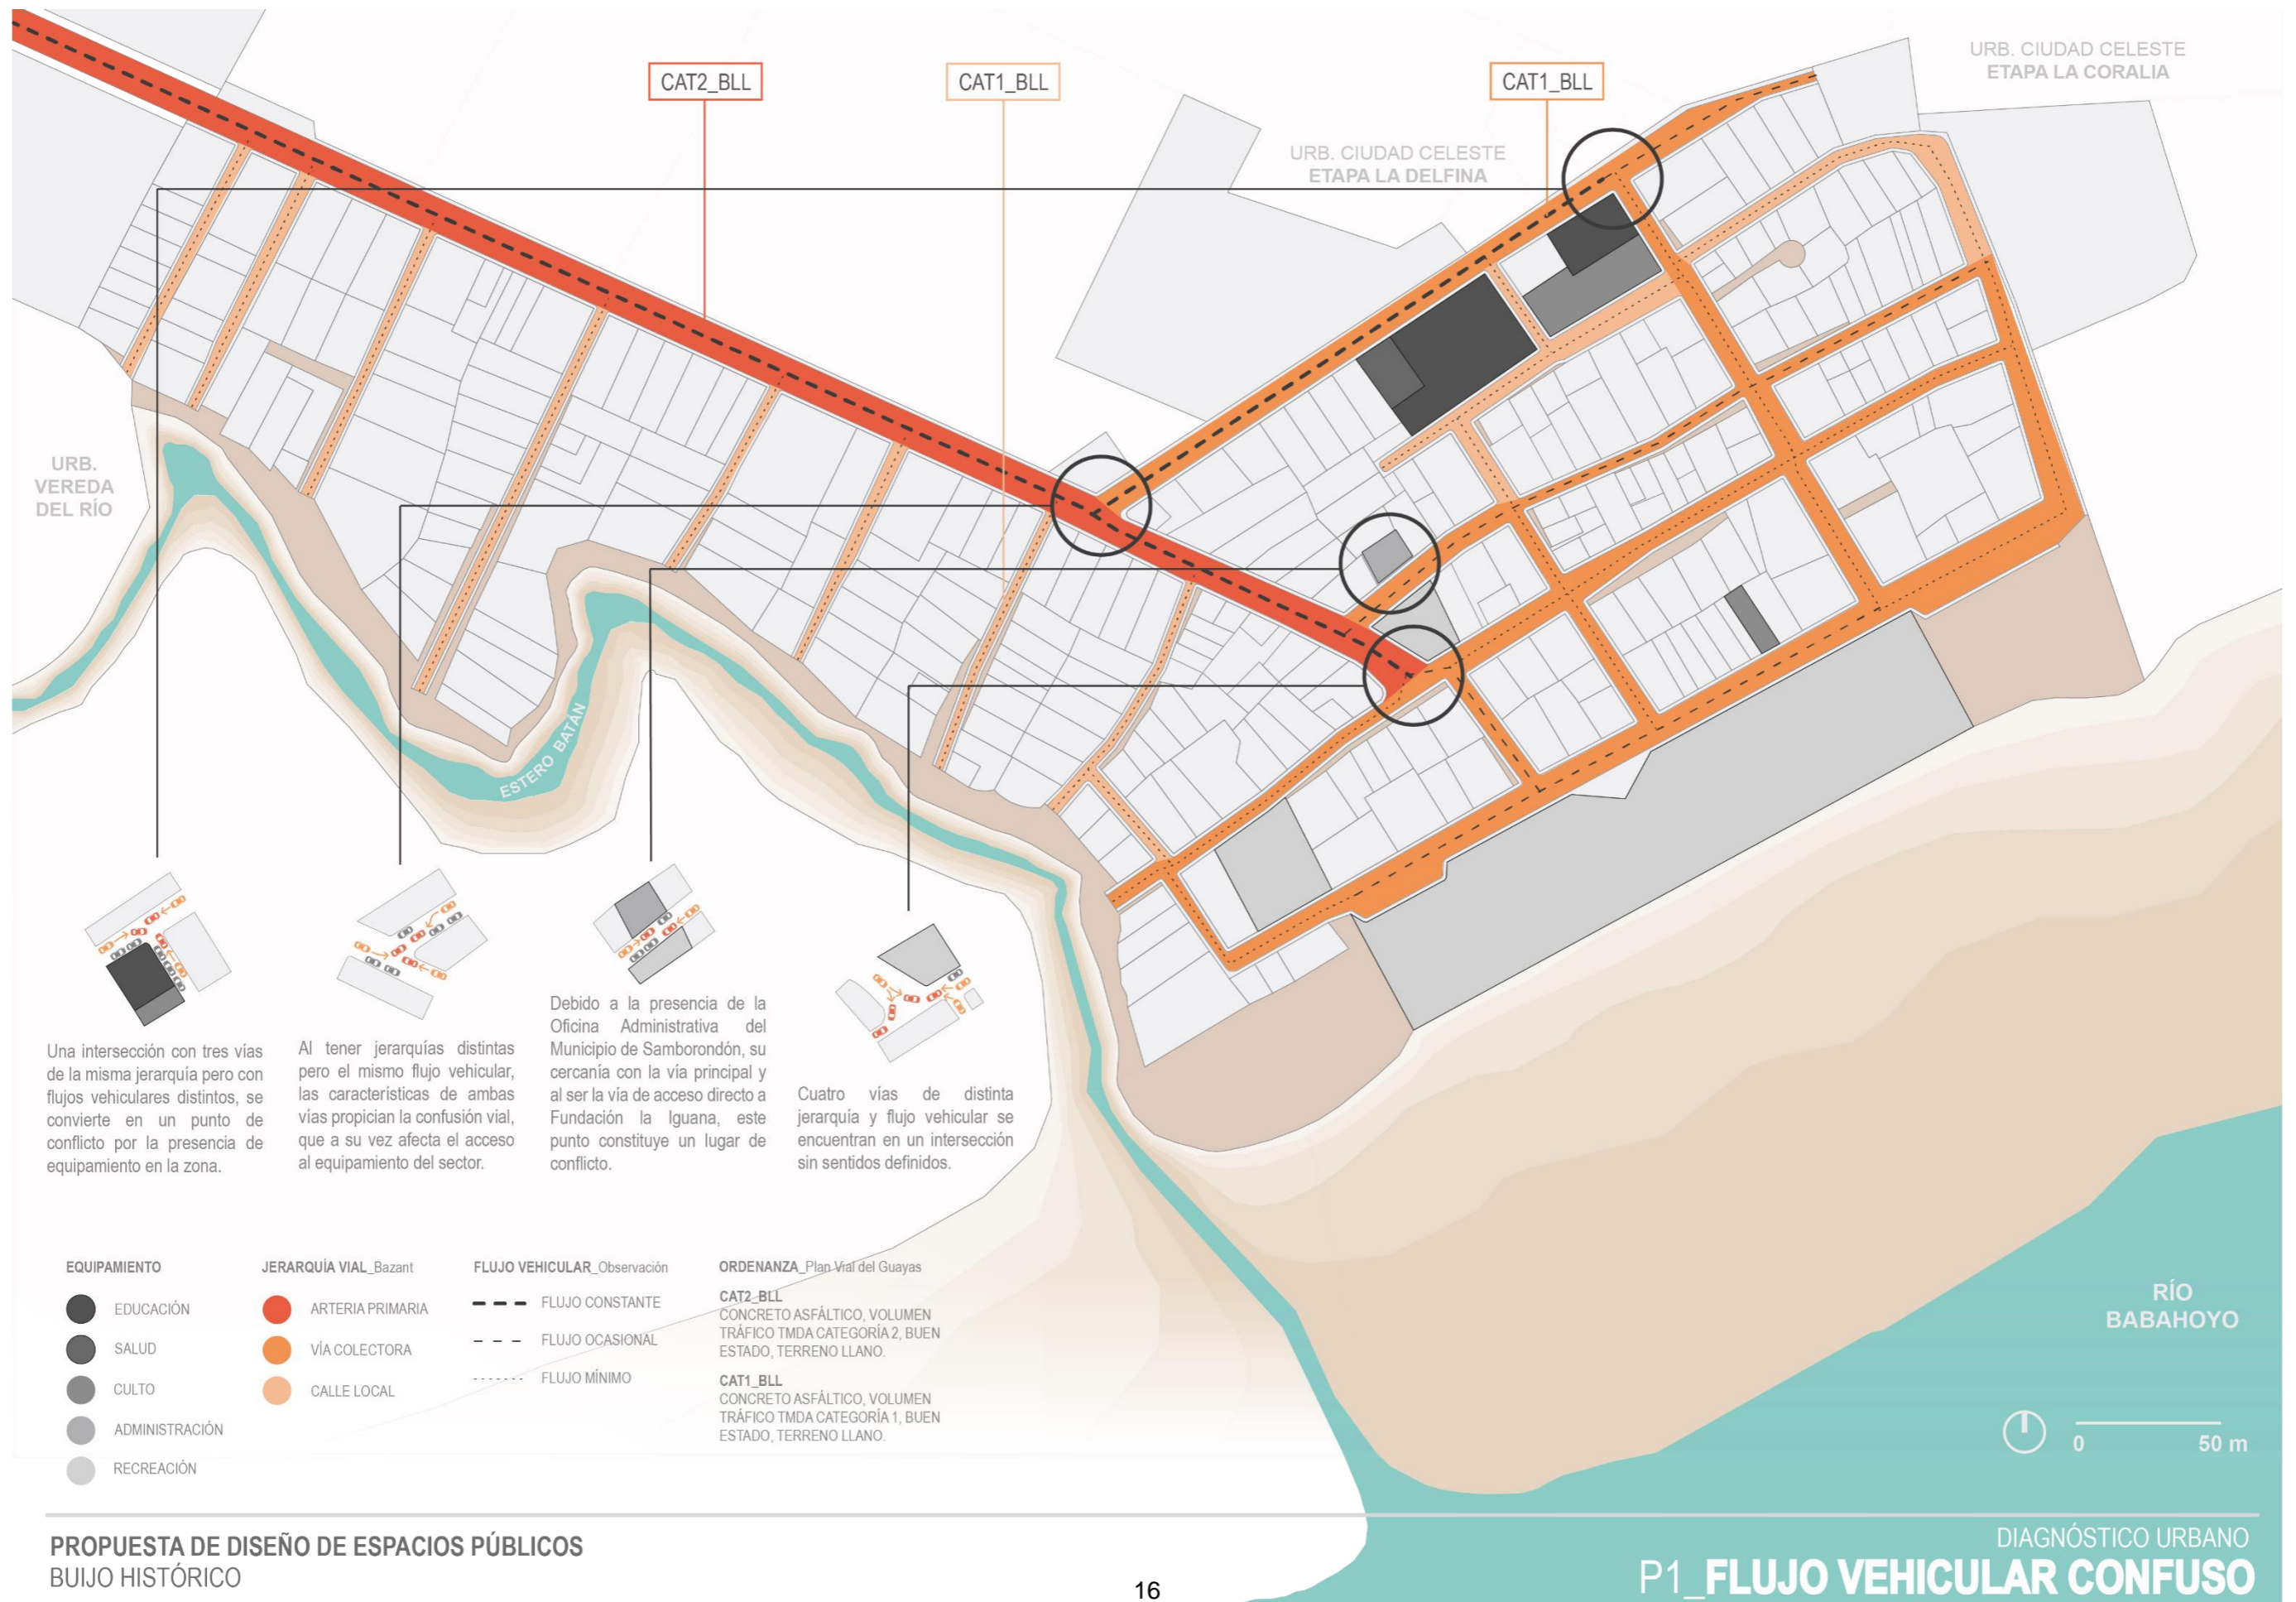 CAT2_BLL
CAT1_BLL
CAT1_BLL
URB. CIUDAD CELESTE
ETAPA LA CORALIA
URB. CIUDAD CELESTE
ETAPA LA DELFINA
URB.
VEREDA
DEL RÍO
ESTERO BATÁN
Una intersección con tres vías
de la misma jerarquía pero con
flujos vehiculares distintos, se
convierte en un punto de
conflicto por la presencia de
equipamiento en la zona.
Al tener jerarquías distintas
pero el mismo flujo vehicular,
las características de ambas
vías propician la confusión vial,
que a su vez afecta el acceso
al equipamiento del sector.
Debido a la presencia de la
Oficina Administrativa del
Municipio de Samborondón, su
cercanía con la vía principal y
al ser la vía de acceso directo a
Fundación la Iguana, este
punto constituye un lugar de
conflicto.
Cuatro vías de distinta
jerarquía y flujo vehicular se
encuentran en un intersección
sin sentidos definidos.
EQUIPAMIENTO
EDUCACIÓN
SALUD
CULTO
ADMINISTRACIÓN
RECREACIÓN
JERARQUÍA VIAL_Bazant
ARTERIA PRIMARIA
VÍA COLECTORA
CALLE LOCAL
FLUJO VEHICULAR_Observación
FLUJO CONSTANTE
FLUJO OCASIONAL
FLUJO MÍNIMO
ORDENANZA_Plan Vial del Guayas
CAT2_BLL
CONCRETO ASFÁLTICO, VOLUMEN
TRÁFICO TMDA CATEGORÍA 2, BUEN
ESTADO, TERRENO LLANO.
CAT1_BLL
CONCRETO ASFÁLTICO, VOLUMEN
TRÁFICO TMDA CATEGORÍA 1, BUEN
ESTADO, TERRENO LLANO.
RÍO
BABAHOYO
0 50 m
PROPUESTA DE DISEÑO DE ESPACIOS PÚBLICOS
BUIJO HISTÓRICO
16
DIAGNÓSTICO URBANO
P1_FLUJO VEHICULAR CONFUSO